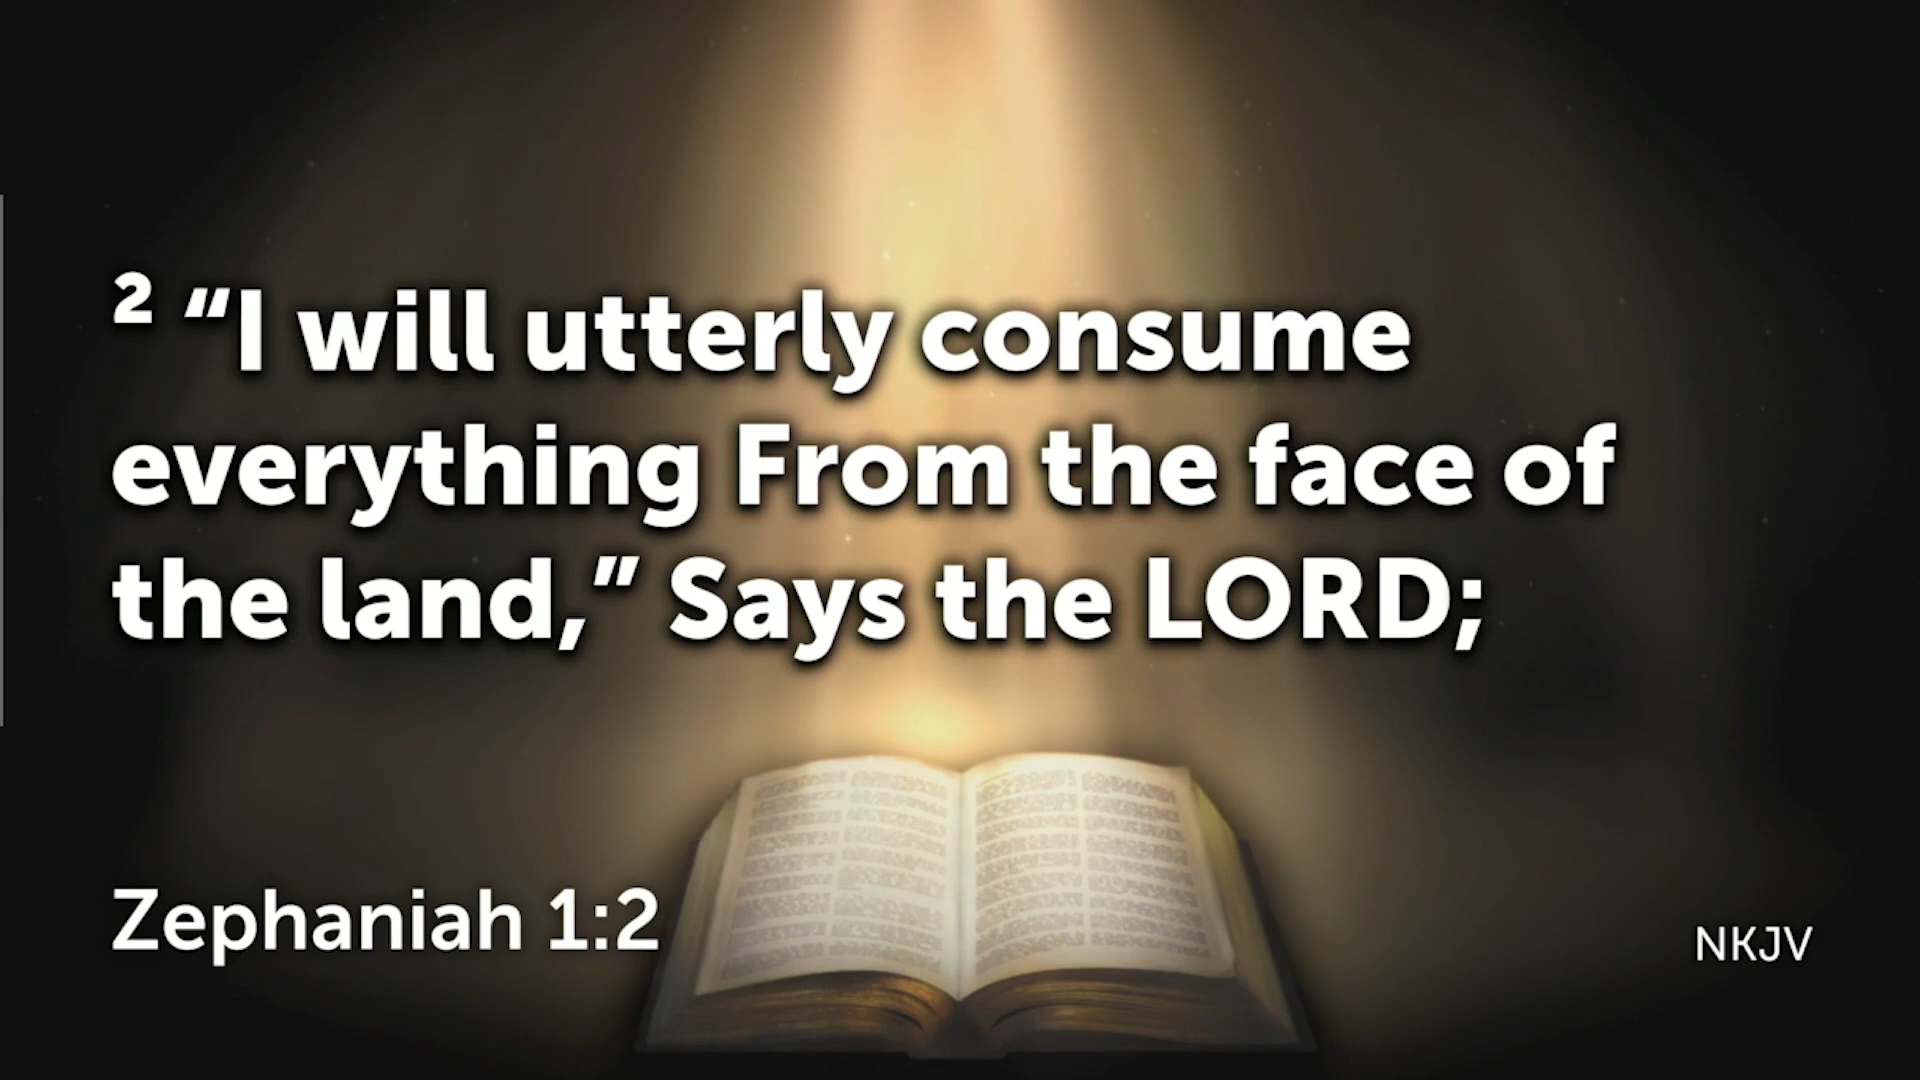 2 “I will utterly consume
everything From the face of
the land,” Says the LORD;
Zephaniah 1:2
NKJV